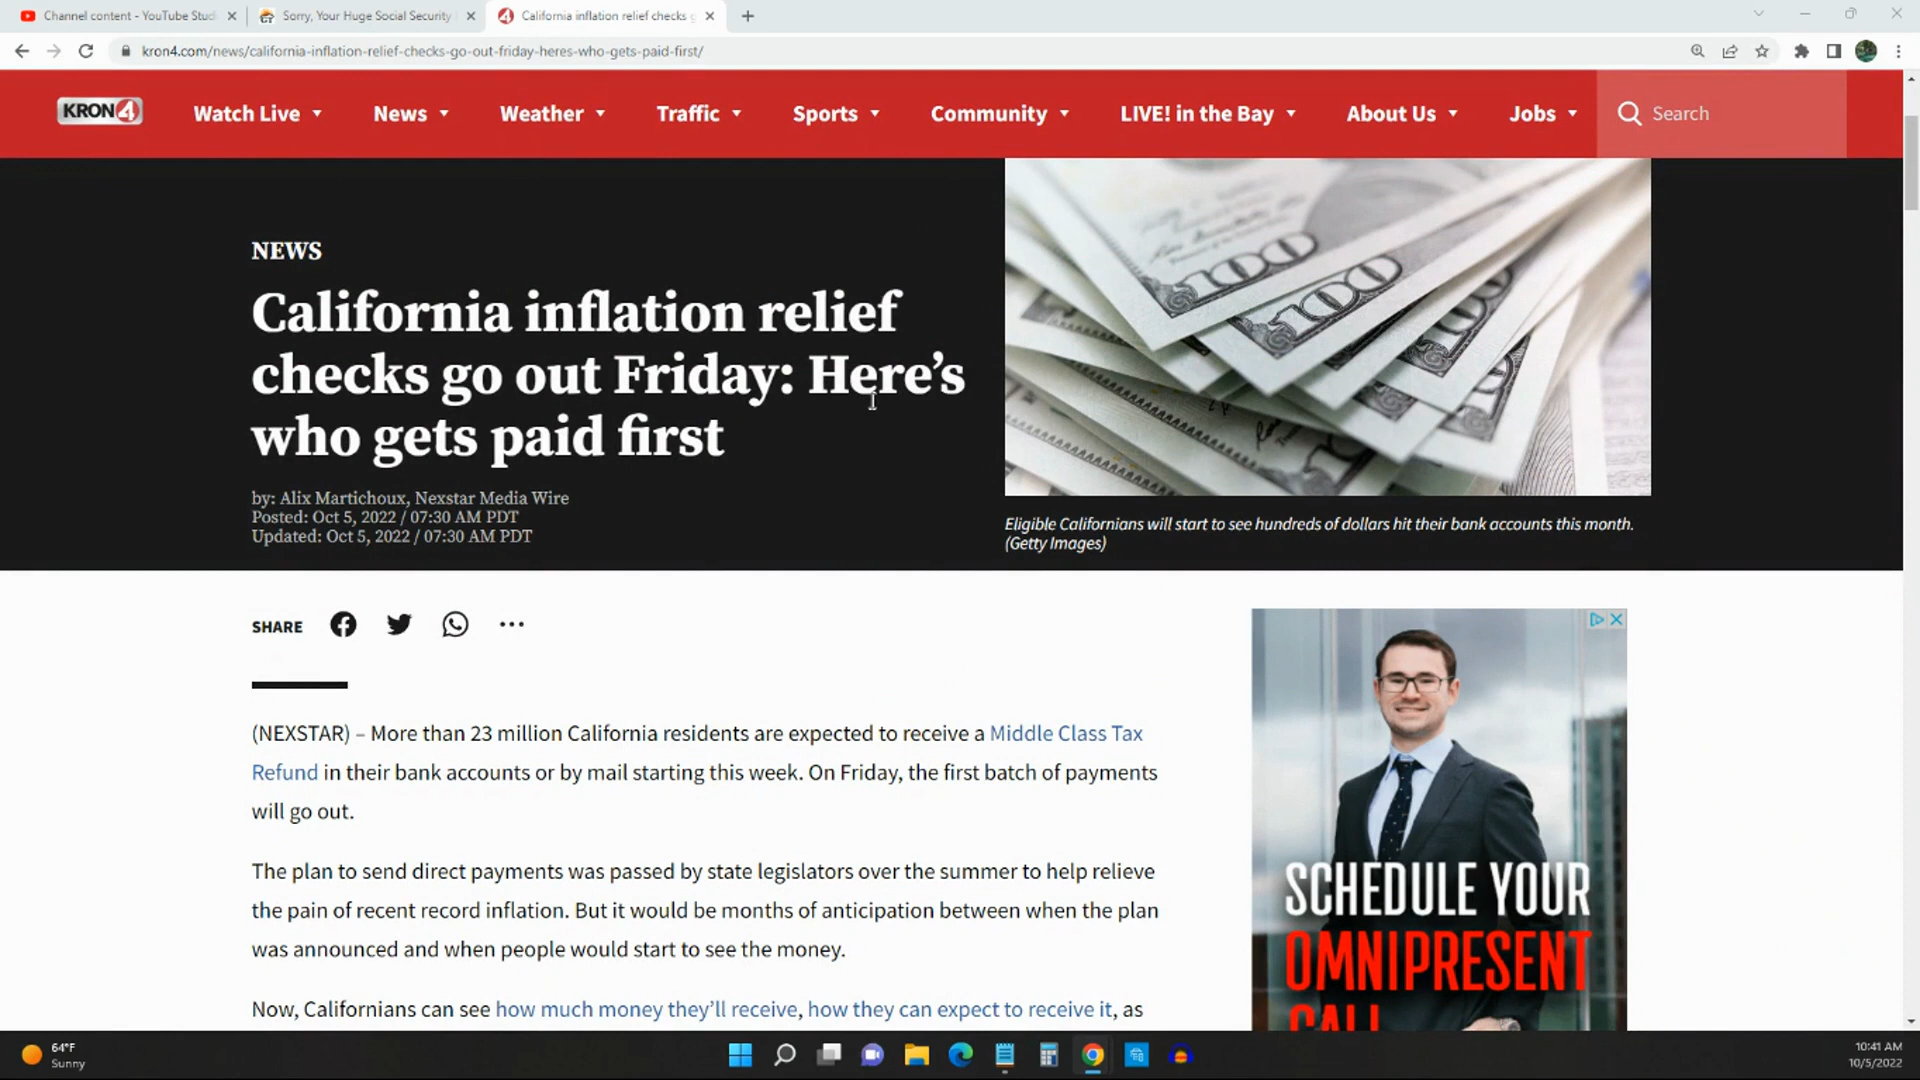 Channel content - YouTube Stud
Sorry, Your Huge Social Security
California inflation relief checks g
kron4.com/news/california-inflation-relief-checks-go-out-friday-heres-who-gets-paid-first/
KRON4
Watch Live
News
Weather
Traffic
Sports
Community
LIVE! in the Bay
About Us
Jobs
Search
NEWS
California inflation relief
checks go out Friday: Here's
who gets paid first
by: Alix Martichoux, Nexstar Media Wire
Posted: Oct 5, 2022 / 07:30 AM PDT
Updated: Oct 5, 2022 / 07:30 AM PDT
100
100
Eligible Californians will start to see hundreds of dollars hit their bank accounts this month.
(Getty Images)
SHARE
(NEXSTAR) – More than 23 million California residents are expected to receive a Middle Class Tax
Refund in their bank accounts or by mail starting this week. On Friday, the first batch of payments
will go out.
The plan to send direct payments was passed by state legislators over the summer to help relieve
the pain of recent record inflation. But it would be months of anticipation between when the plan
was announced and when people would start to see the money.
Now, Californians can see how much money they'll receive, how they can expect to receive it, as
SCHEDULE YOUR
OMNIPRESENT
CALL
64°F
Sunny
10:41 AM
10/5/2022